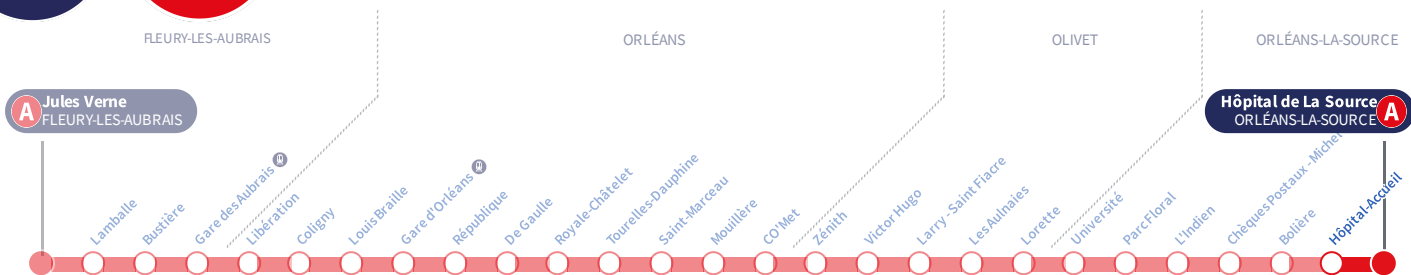 FLEURY-LES-AUBRAIS
ORLÉANS
OLIVET
ORLÉANS-LA-SOURCE
A
Jules Verne
FLEURY-LES-AUBRAIS
Hôpital de La Source
ORLÉANS-LA-SOURCE
A
Lamballe
Bustière
Gare des Aubrais
Libération
Coligny
Louis Braille
Gare d'Orléans
République
De Gaulle
Royale-Châtelet
Tourelles-Dauphine
Saint-Marceau
Mouillère
CO'Met
Zénith
Victor Hugo
Larry - Saint Fiacre
Les Aulnaies
Lorette
Université
Parc Floral
L'Indien
Chèques Postaux - Michel
Bolière
Hôpital-Accueil